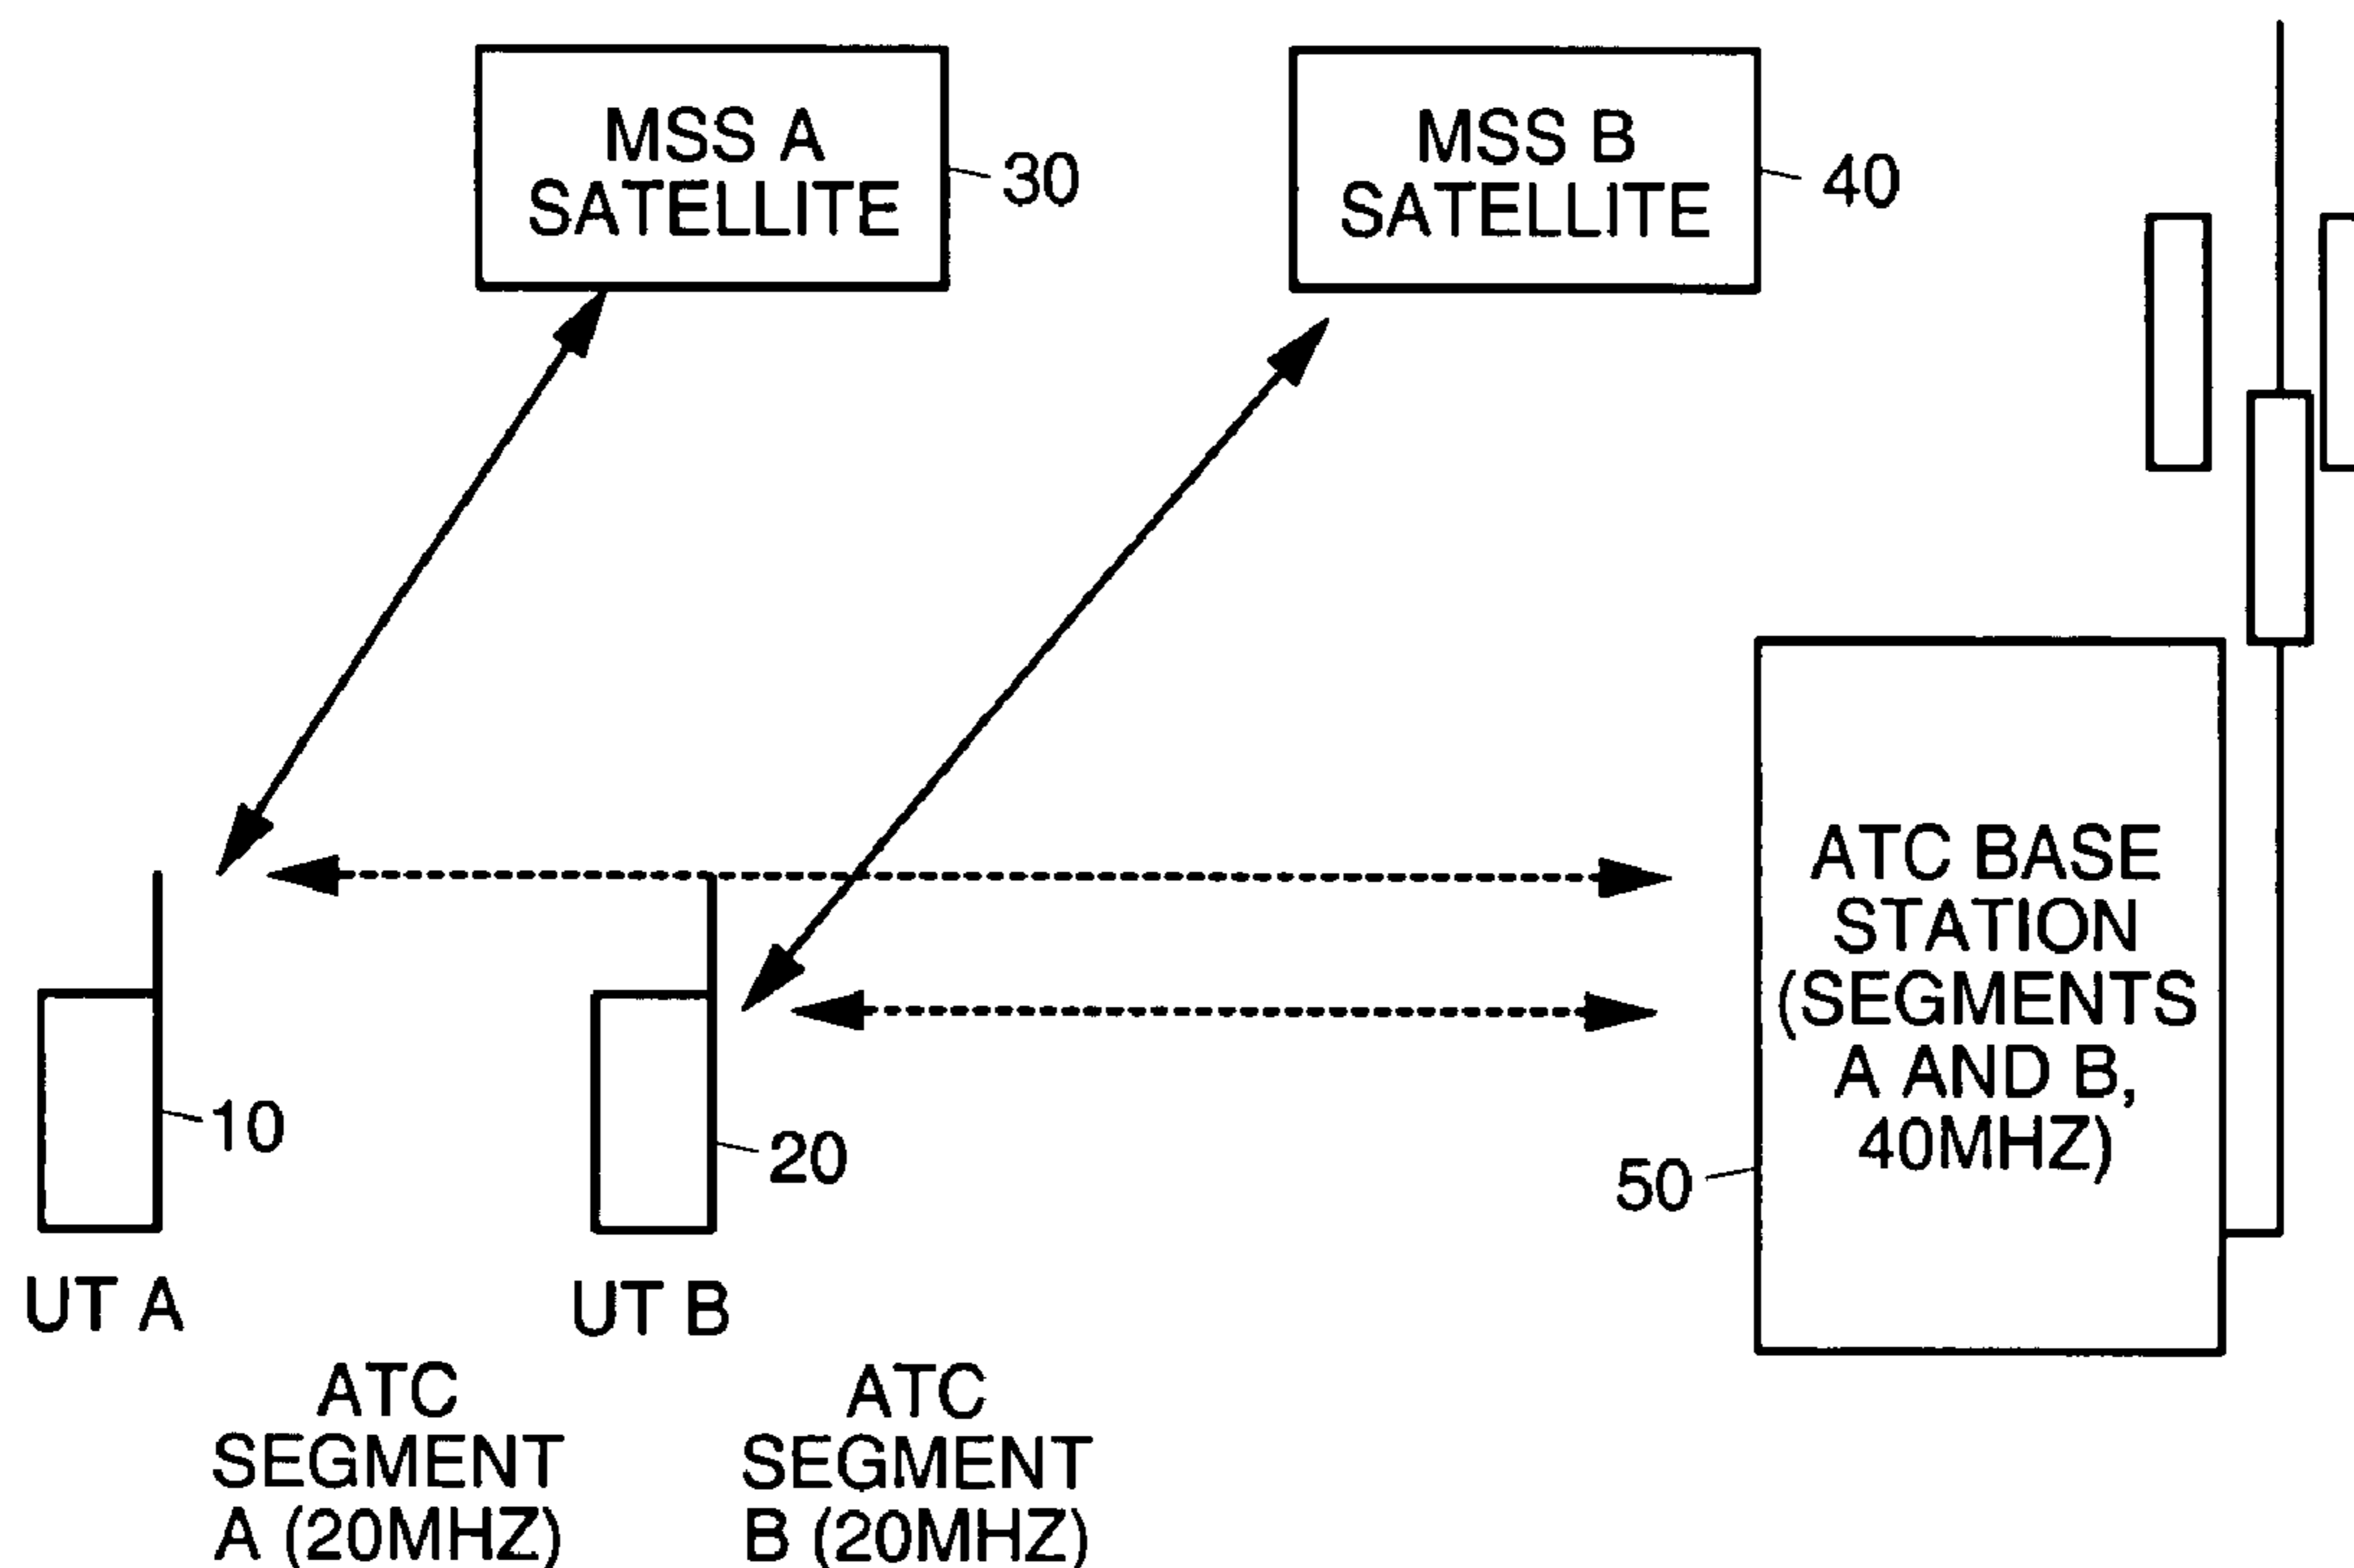 MSS A
SATELLITE
30
MSS B
SATELLITE
40
ATC BASE
STATION
(SEGMENTS
A AND B,
40MHZ)
50
10
20
UT A
UT B
ATC
SEGMENT
A (20MHZ)
ATC
SEGMENT
B (20MHZ)